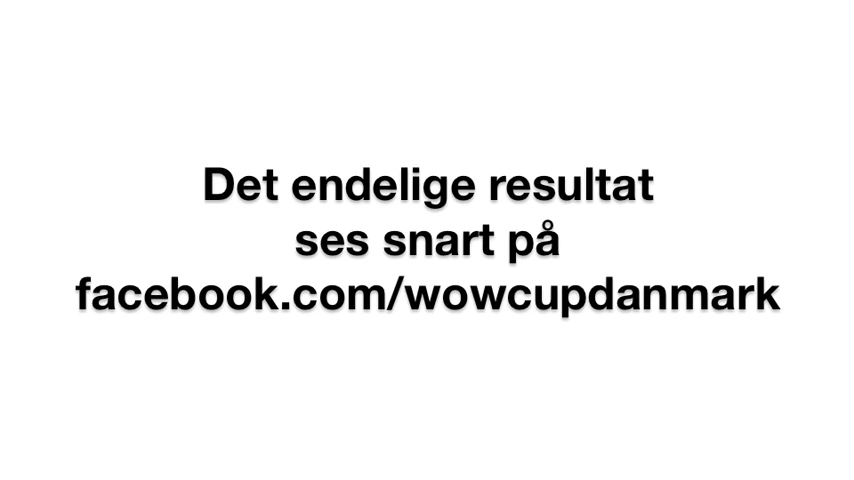 Det endelige resultat
ses snart på
facebook.com/wowcupdanmark